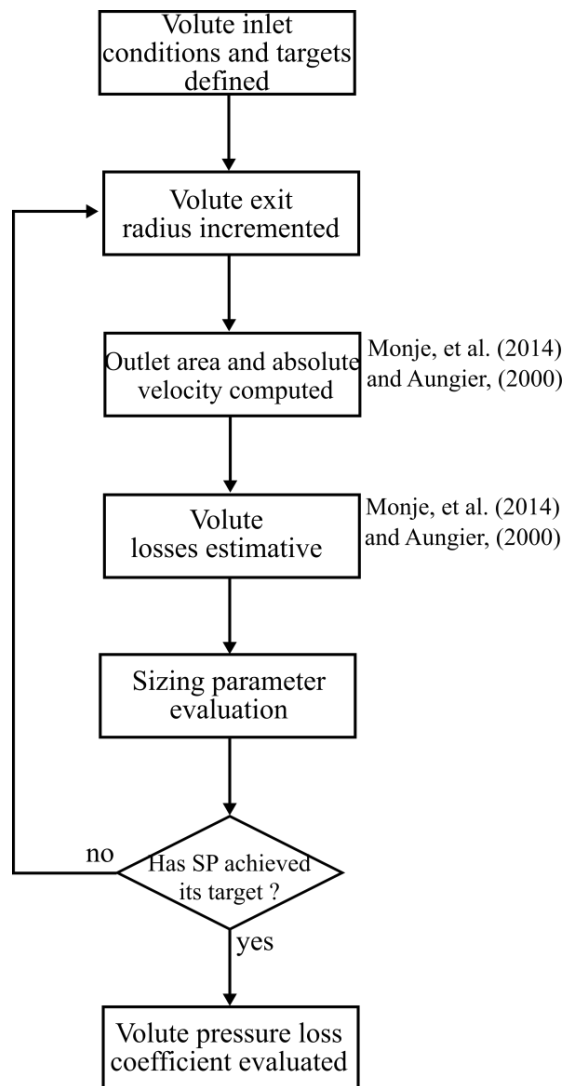 Volute inlet
conditions and targets
defined
Volute exit
radius incremented
Outlet area and absolute
velocity computed
Monje, et al. (2014)
and Aungier, (2000)
Volute
losses estimative
Monje, et al. (2014)
and Aungier, (2000)
Sizing parameter
evaluation
no
Has SP achieved
its target ?
yes
Volute pressure loss
coefficient evaluated